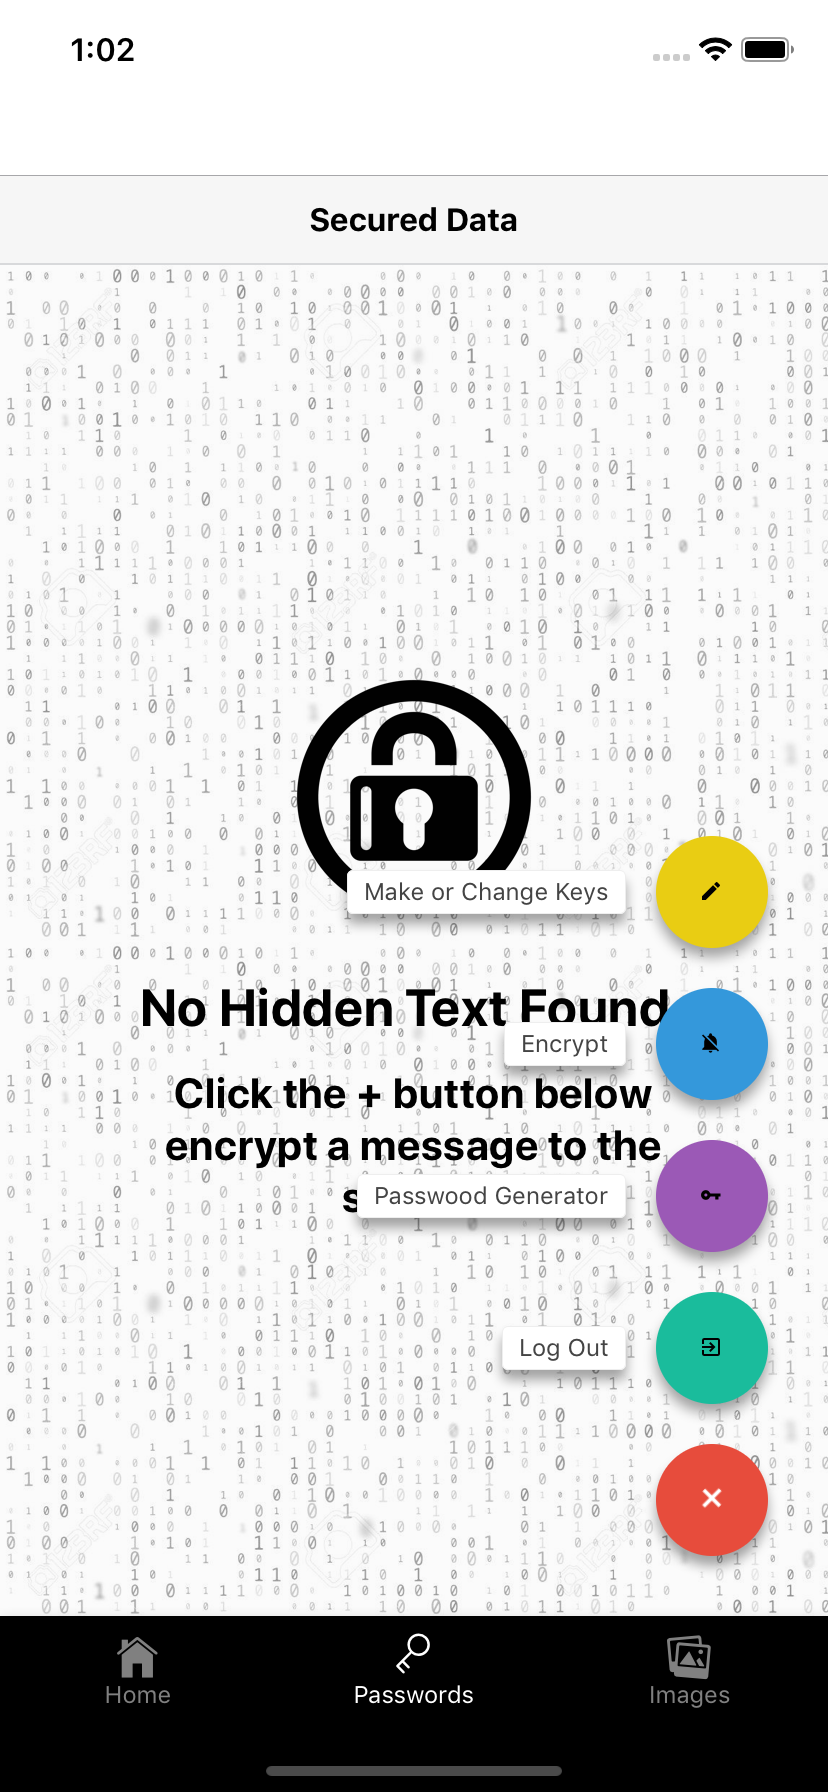 1:02
Secured Data
No Hidden Text Found
Click the + button below
encrypt a message to the
Make or Change Keys
Encrypt
Passwood Generator
Log Out
Home
Passwords
Images